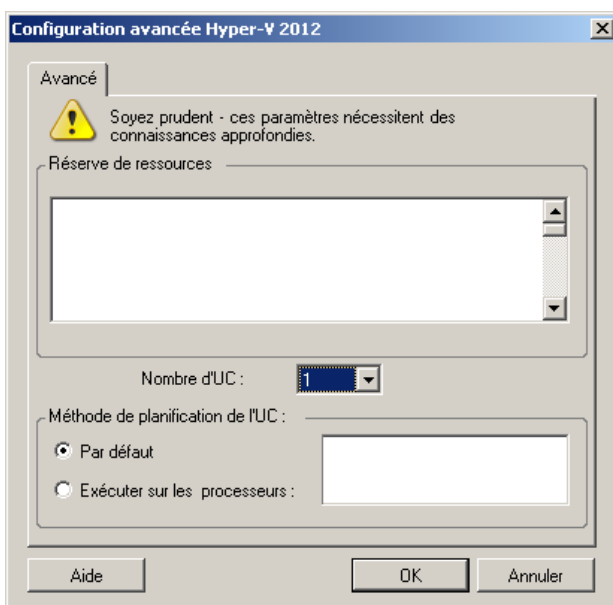 Configuration avancée Hyper-V 2012
Avancé
Soyez prudent - ces paramètres nécessitent des
connaissances approfondies.
Réserve de ressources
Nombre d'UC :
1
Méthode de planification de l'UC :
Par défaut
Exécuter sur les processeurs :
Aide
OK
Annuler